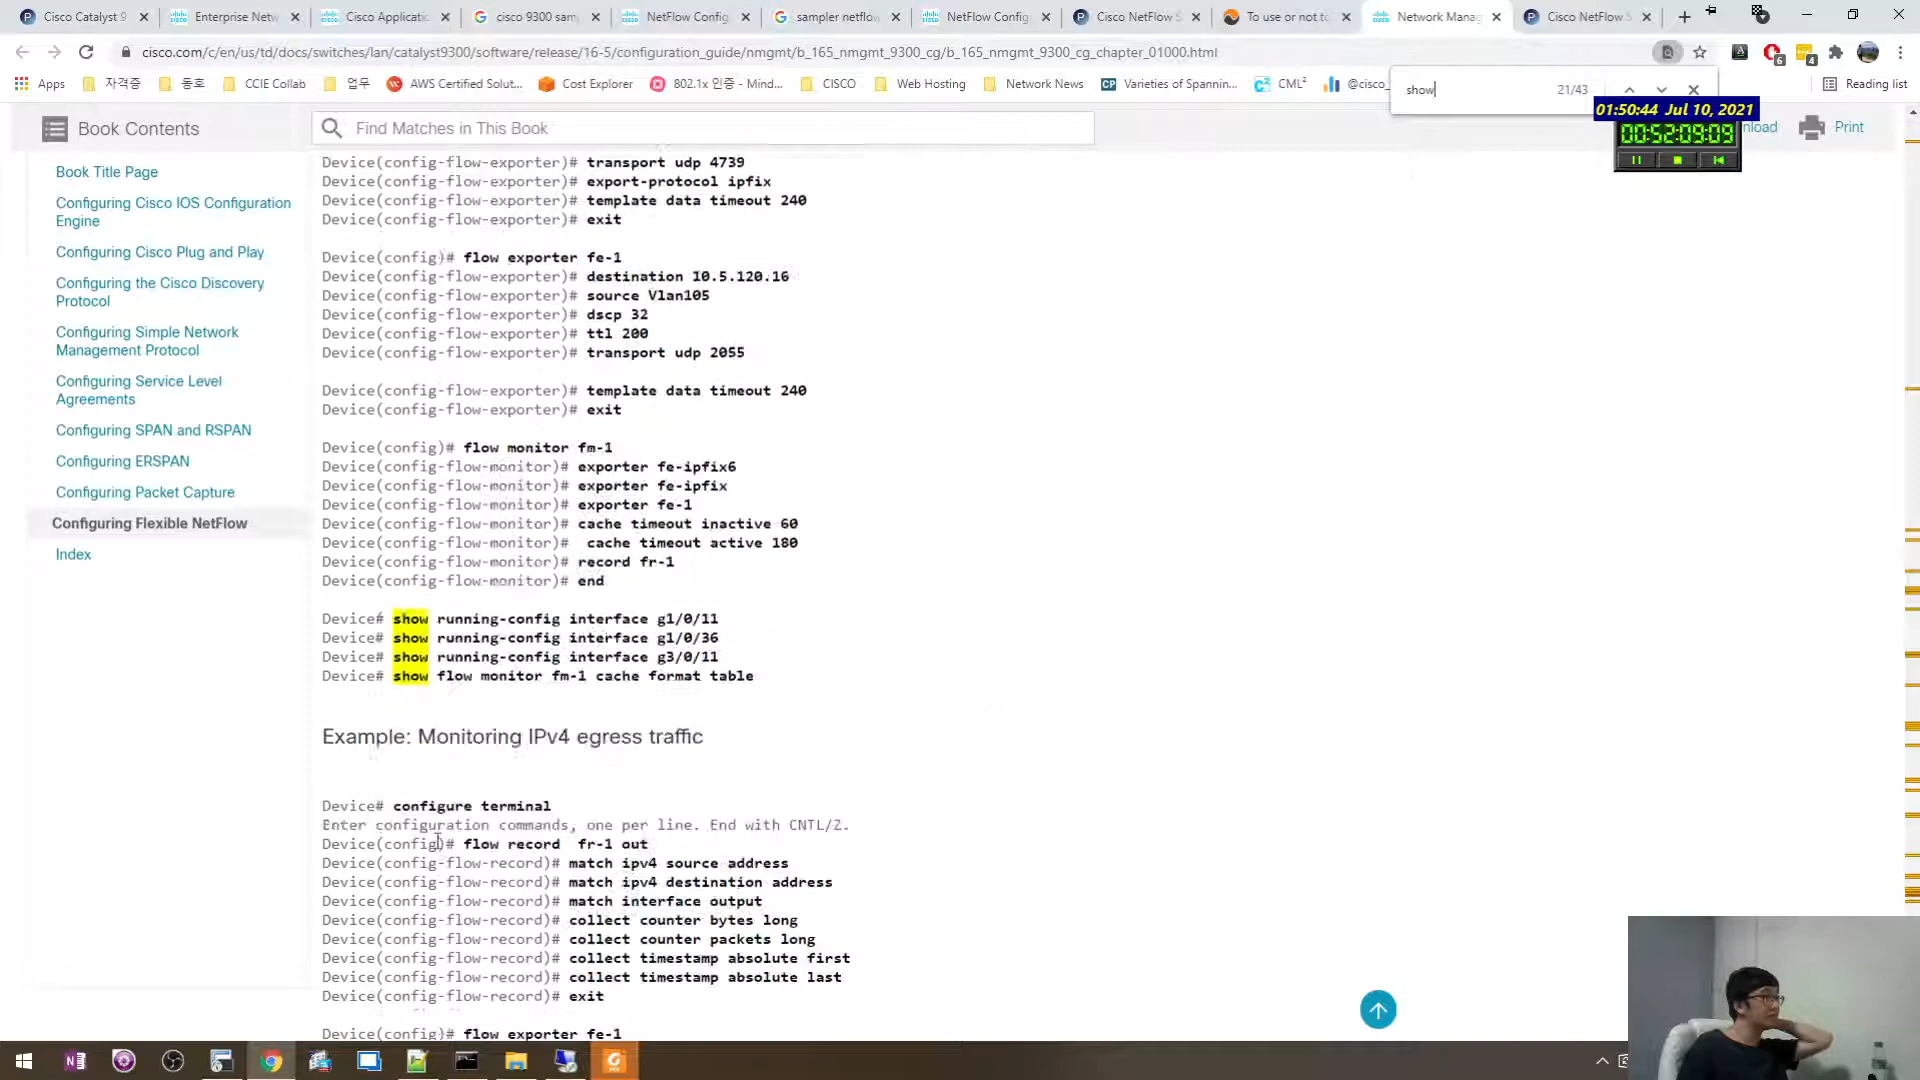 Cisco Catalyst 9
Enterprise Netw
Cisco Applicatic
cisco 9300 sam
NetFlow Config
sampler netflow
NetFlow Config
Cisco NetFlow S
To use or not to
Network Manag
Cisco NetFlow S
cisco.com/c/en/us/td/docs/switches/lan/catalyst9300/software/release/16-5/configuration_guide/nmgmt/b_165_nmgmt_9300_cg/b_165_nmgmt_9300_cg_chapter_01000.html
6
4
Apps
자격증
동호
CCIE Collab
업무
AWS Certified Solut...
Cost Explorer
802.1x 인증 - Mind...
CISCO
Web Hosting
Network News
CP Varieties of Spannin...
CML²
@cisco_
Reading list
show
21/43
01:50:44 Jul 10, 2021
00:52:09:09
nload
Print
Book Contents
Find Matches in This Book
Book Title Page
Configuring Cisco IOS Configuration
Engine
Configuring Cisco Plug and Play
Configuring the Cisco Discovery
Protocol
Configuring Simple Network
Management Protocol
Configuring Service Level
Agreements
Configuring SPAN and RSPAN
Configuring ERSPAN
Configuring Packet Capture
Configuring Flexible NetFlow
Index
Device(config-flow-exporter)# transport udp 4739
Device(config-flow-exporter)# export-protocol ipfix
Device(config-flow-exporter)# template data timeout 240
Device(config-flow-exporter)# exit
Device(config)# flow exporter fe-1
Device(config-flow-exporter)# destination 10.5.120.16
Device(config-flow-exporter)# source Vlan105
Device(config-flow-exporter)# dscp 32
Device(config-flow-exporter)# ttl 200
Device(config-flow-exporter)# transport udp 2055
Device(config-flow-exporter)# template data timeout 240
Device(config-flow-exporter)# exit
Device(config)# flow monitor fm-1
Device(config-flow-monitor)# exporter fe-ipfix6
Device(config-flow-monitor)# exporter fe-ipfix
Device(config-flow-monitor)# exporter fe-1
Device(config-flow-monitor)# cache timeout inactive 60
Device(config-flow-monitor)#  cache timeout active 180
Device(config-flow-monitor)# record fr-1
Device(config-flow-monitor)# end
Device# show running-config interface g1/0/11
Device# show running-config interface g1/0/36
Device# show running-config interface g3/0/11
Device# show flow monitor fm-1 cache format table
Example: Monitoring IPv4 egress traffic
Device# configure terminal
Enter configuration commands, one per line. End with CNTL/Z.
Device(config)# flow record  fr-1 out
Device(config-flow-record)# match ipv4 source address
Device(config-flow-record)# match ipv4 destination address
Device(config-flow-record)# match interface output
Device(config-flow-record)# collect counter bytes long
Device(config-flow-record)# collect counter packets long
Device(config-flow-record)# collect timestamp absolute first
Device(config-flow-record)# collect timestamp absolute last
Device(config-flow-record)# exit
Device(config)# flow exporter fe-1